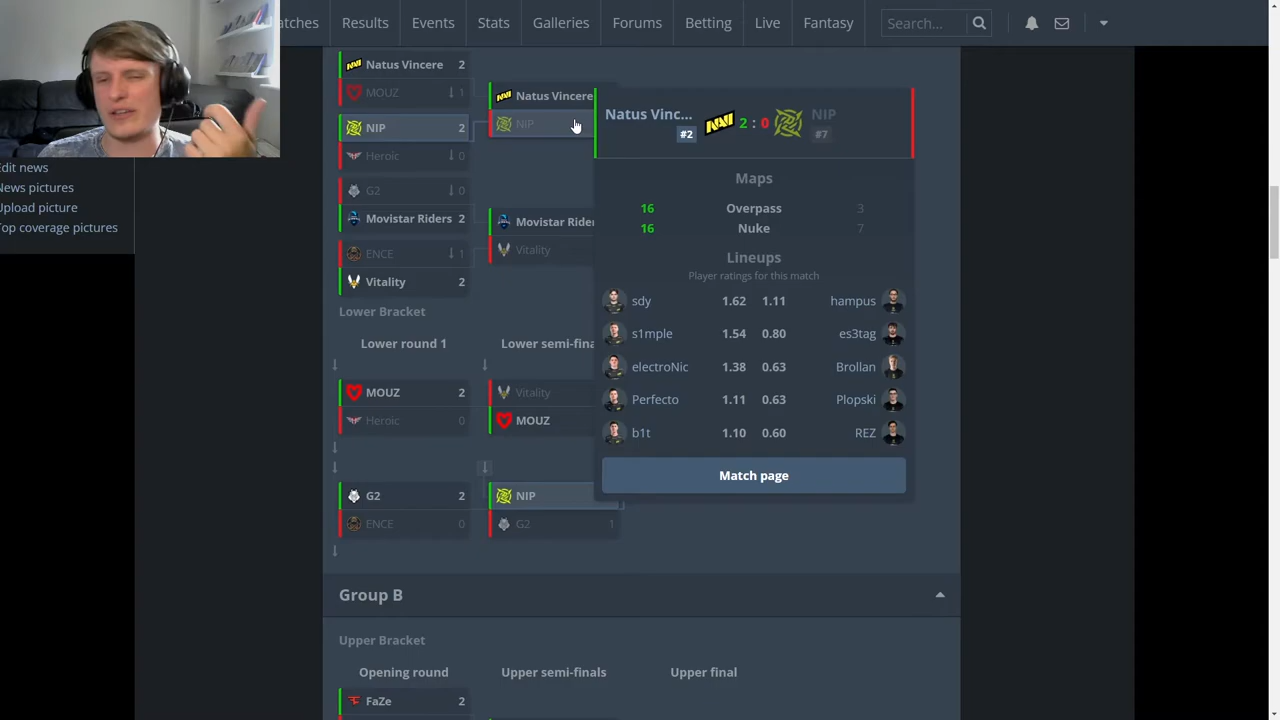 atches Results Events Stats Galleries Forums Betting Live Fantasy Search...
Edit news
News pictures
Upload picture
Top coverage pictures
Natus Vincere 2
MOUZ 1
NIP 2
Heroic 0
G2 0
Movistar Riders 2
ENCE 1
Vitality 2
Natus Vincere
NIP
Movistar Rider
Vitality
Natus Vinc... 2 : 0 NIP
#2 #7
Maps
16 Overpass 3
16 Nuke 7
Lineups
Player ratings for this match
sdy 1.62 1.11 hampus
s1mple 1.54 0.80 es3tag
electroNic 1.38 0.63 Brollan
Perfecto 1.11 0.63 Plopski
b1t 1.10 0.60 REZ
Match page
Lower Bracket
Lower round 1 Lower semi-fina
MOUZ 2
Heroic 0
Vitality
MOUZ
G2 2
ENCE 0
NIP
G2 1
Group B
Upper Bracket
Opening round Upper semi-finals Upper final
FaZe 2